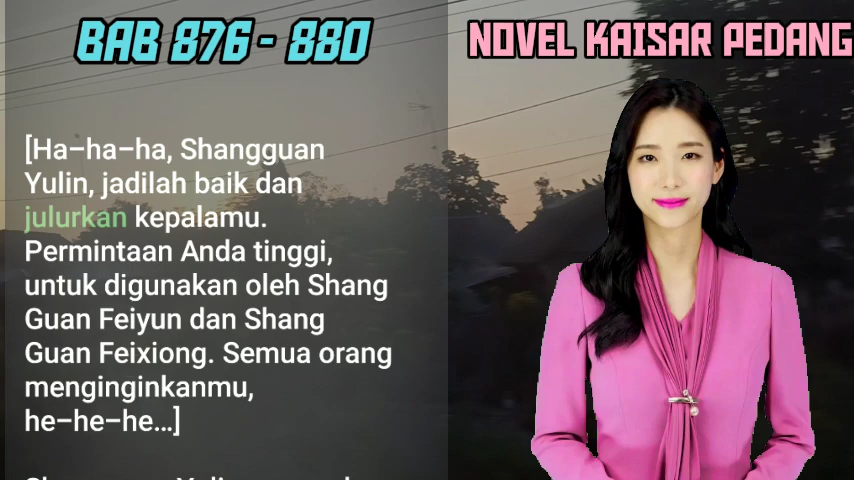 BAB 876 - 880
NOVEL KAISAR PEDANG
[Ha–ha–ha, Shangguan
Yulin, jadilah baik dan
julurkan kepalamu.
Permintaan Anda tinggi,
untuk digunakan oleh Shang
Guan Feiyun dan Shang
Guan Feixiong. Semua orang
menginginkanmu,
he–he–he...]